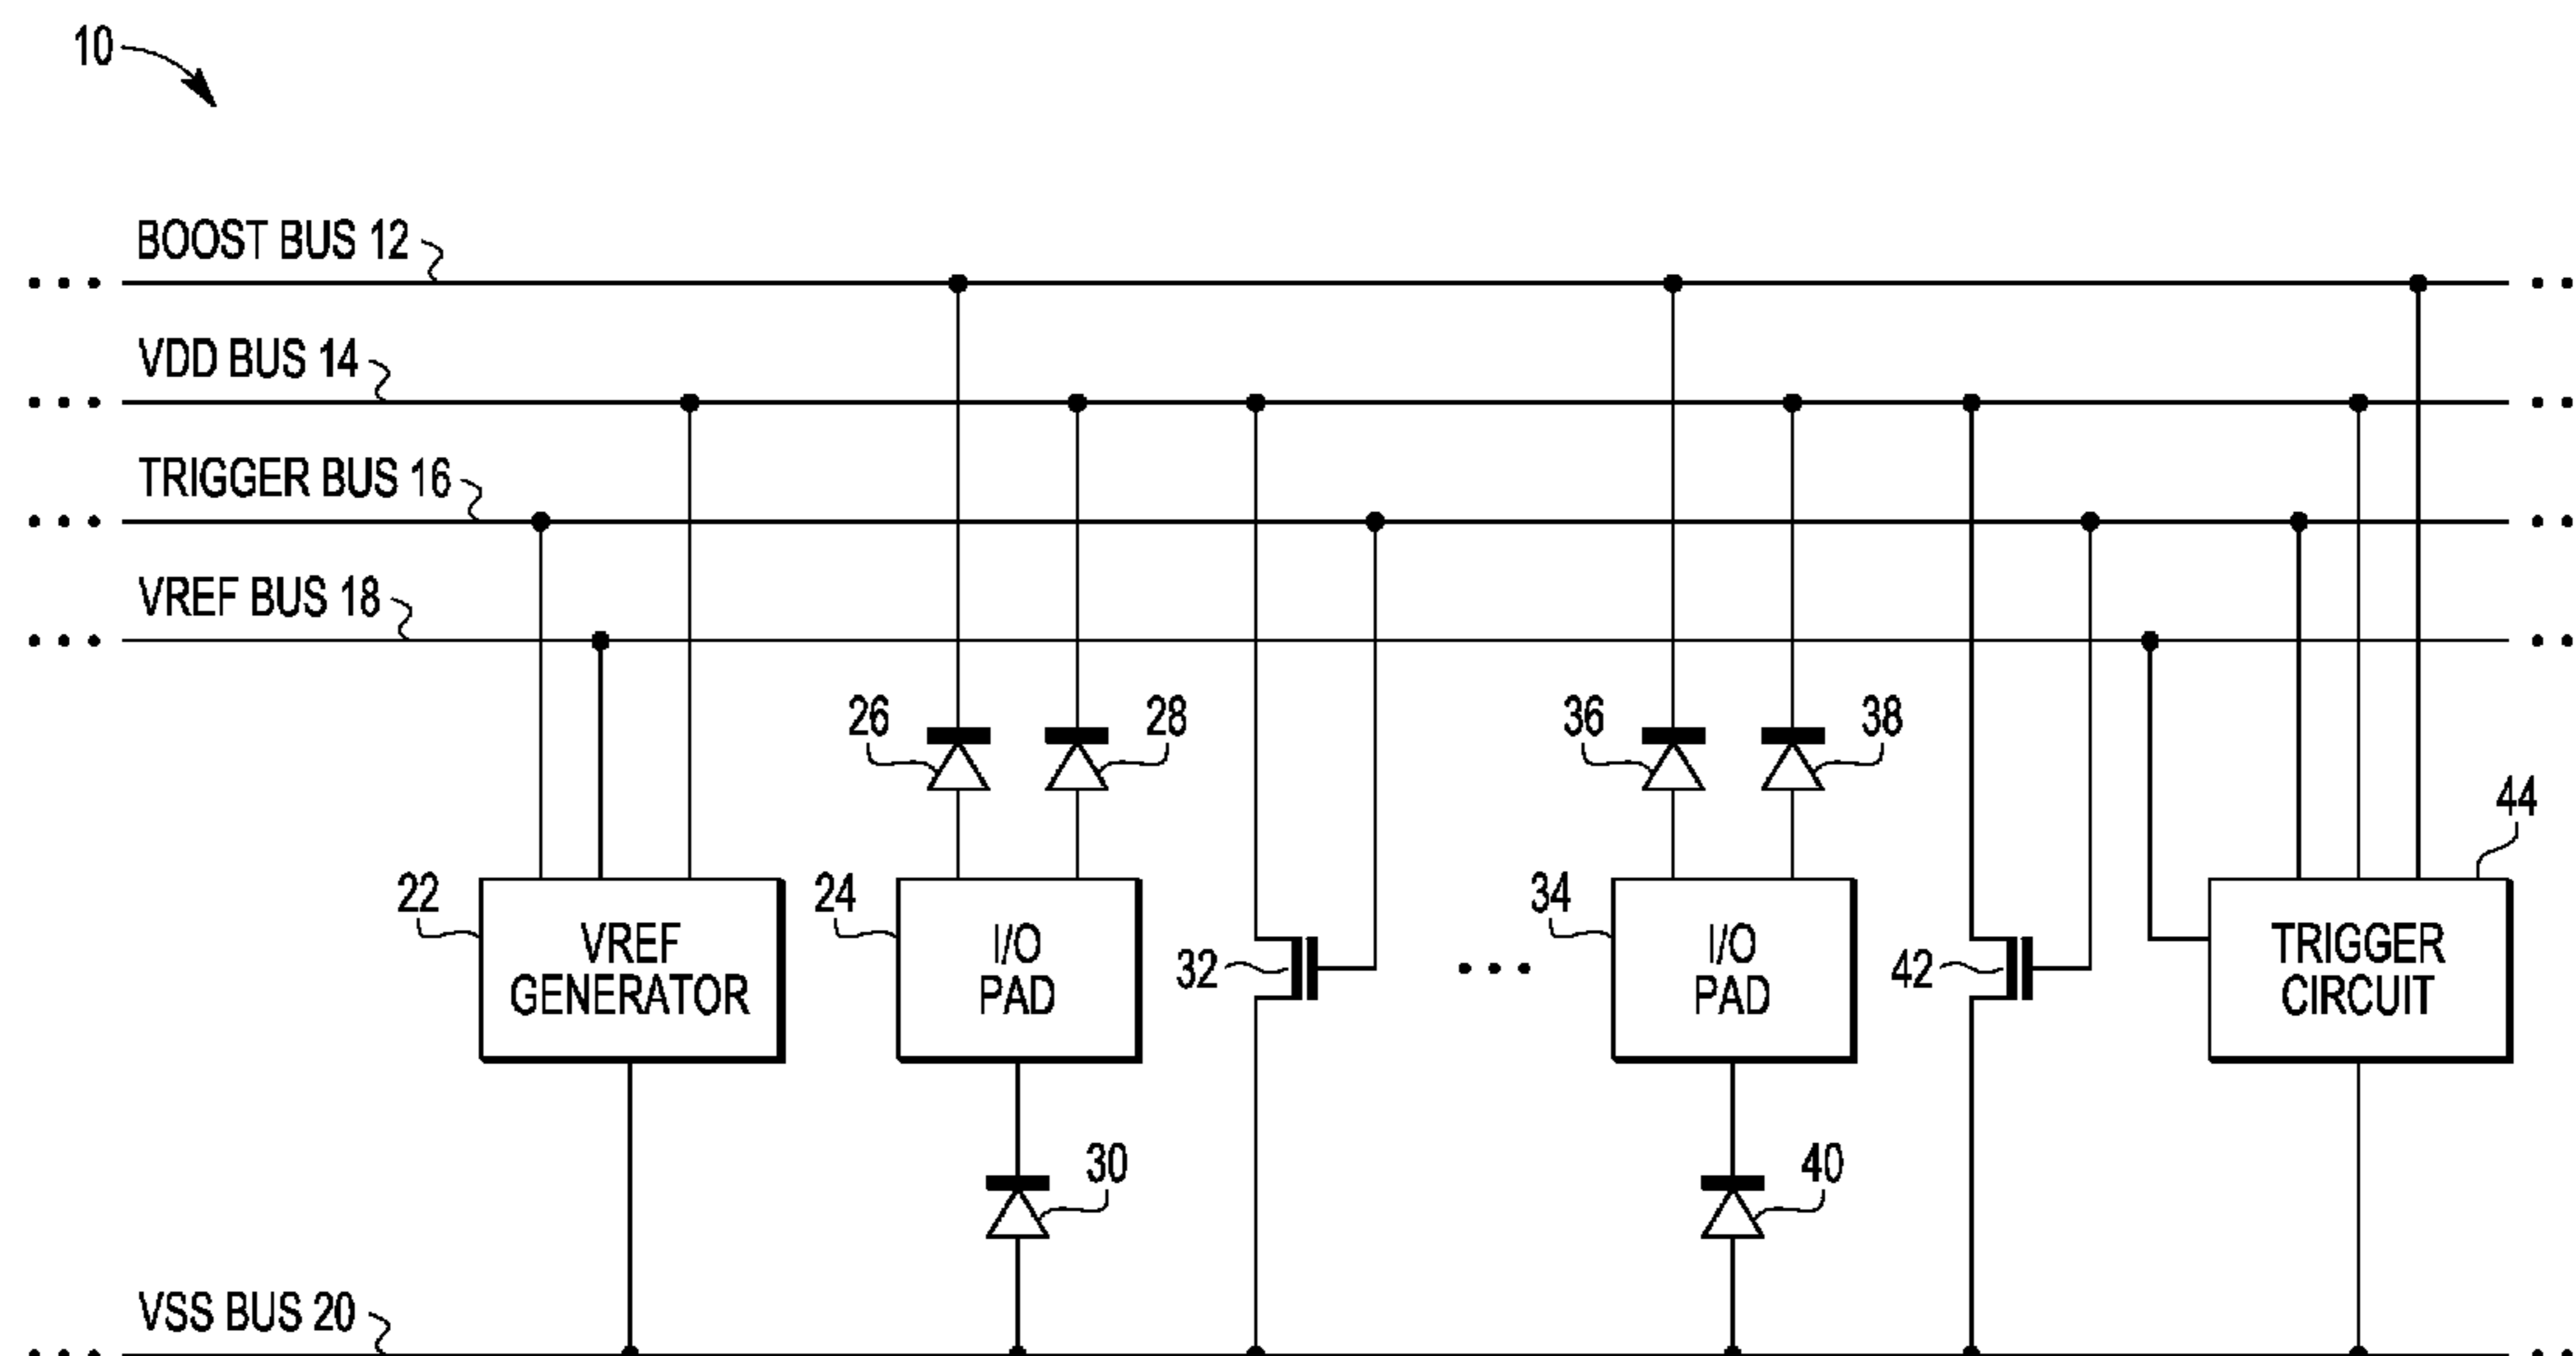 10
BOOST BUS 12
VDD BUS 14
TRIGGER BUS 16
VREF BUS 18
26
28
36
38
44
22
VREF
GENERATOR
24
I/O
PAD
32
34
I/O
PAD
42
TRIGGER
CIRCUIT
30
40
VSS BUS 20